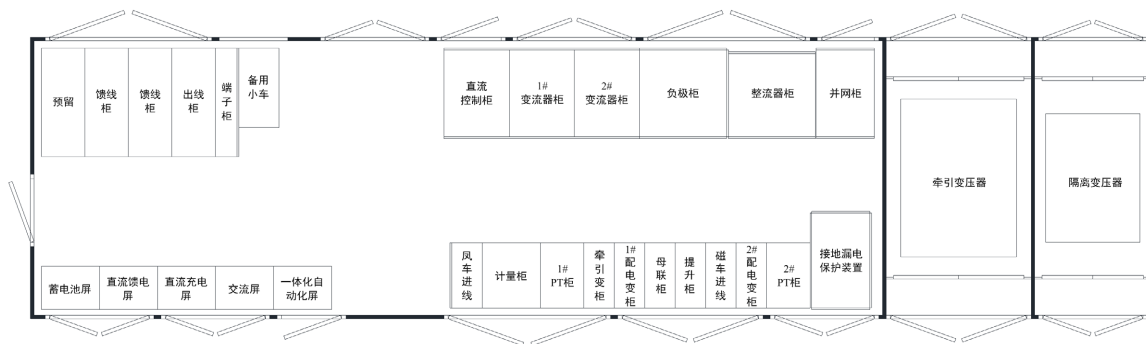 预留
馈线
柜
馈线
柜
出线
柜
端
子
柜
备用
小车
直流
控制柜
1#
变流器柜
2#
变流器柜
负极柜
整流器柜
并网柜
牵引变压器
隔离变压器
蓄电池屏
直流馈电
屏
直流充电
屏
交流屏
一体化自
动化屏
凤
车
进
线
计量柜
1#
PT柜
牵
引
变
柜
1#
配
电
变
柜
母
联
柜
提
升
柜
磁
车
进
线
2#
配
电
变
柜
2#
PT柜
接地漏电
保护装置